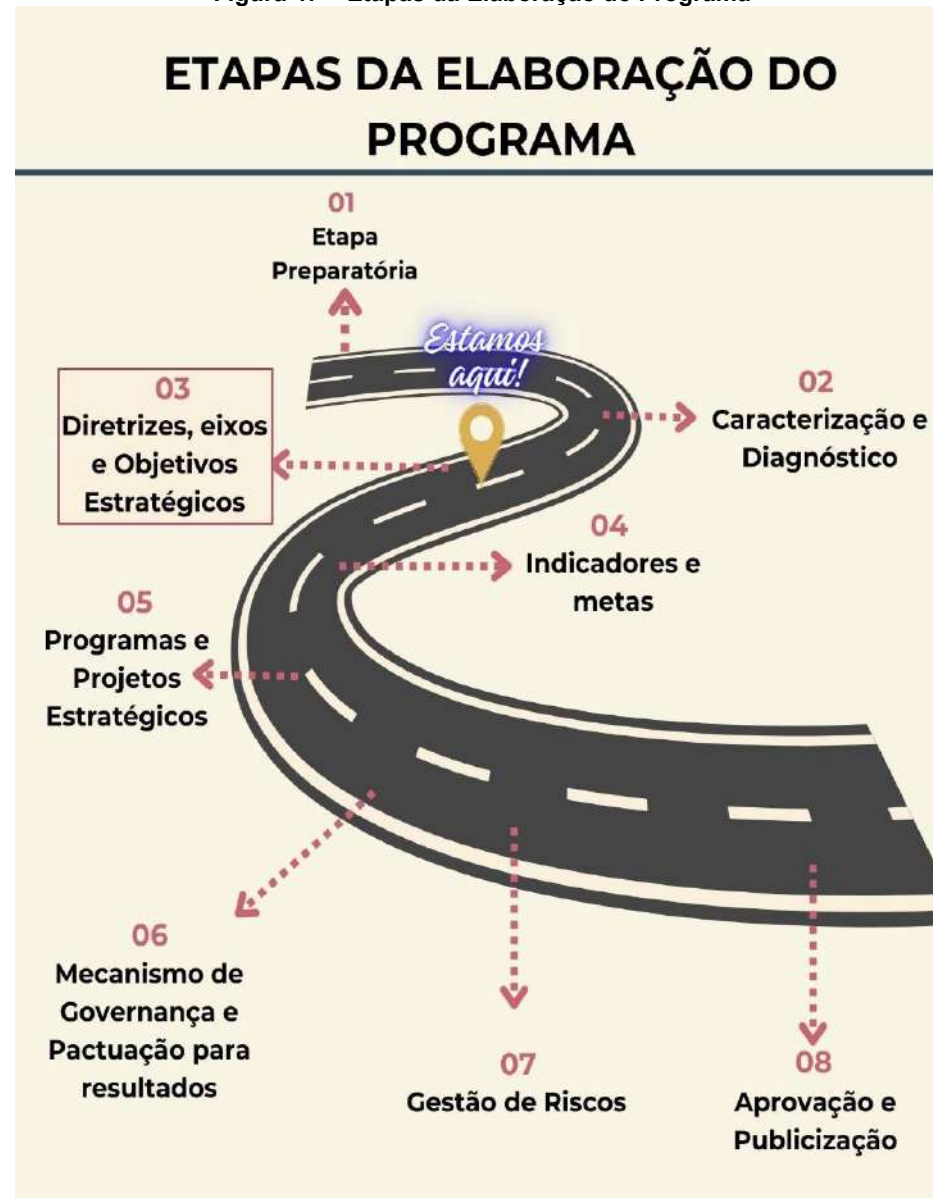 ETAPAS DA ELABORAÇÃO DO
PROGRAMA
01
Etapa
Preparatória
Estamos
aqui!
02
Caracterização e
Diagnóstico
03
Diretrizes, eixos
e Objetivos
Estratégicos
04
Indicadores e
metas
05
Programas e
Projetos
Estratégicos
06
Mecanismo de
Governança e
Pactuação para
resultados
07
Gestão de Riscos
08
Aprovação e
Publicização